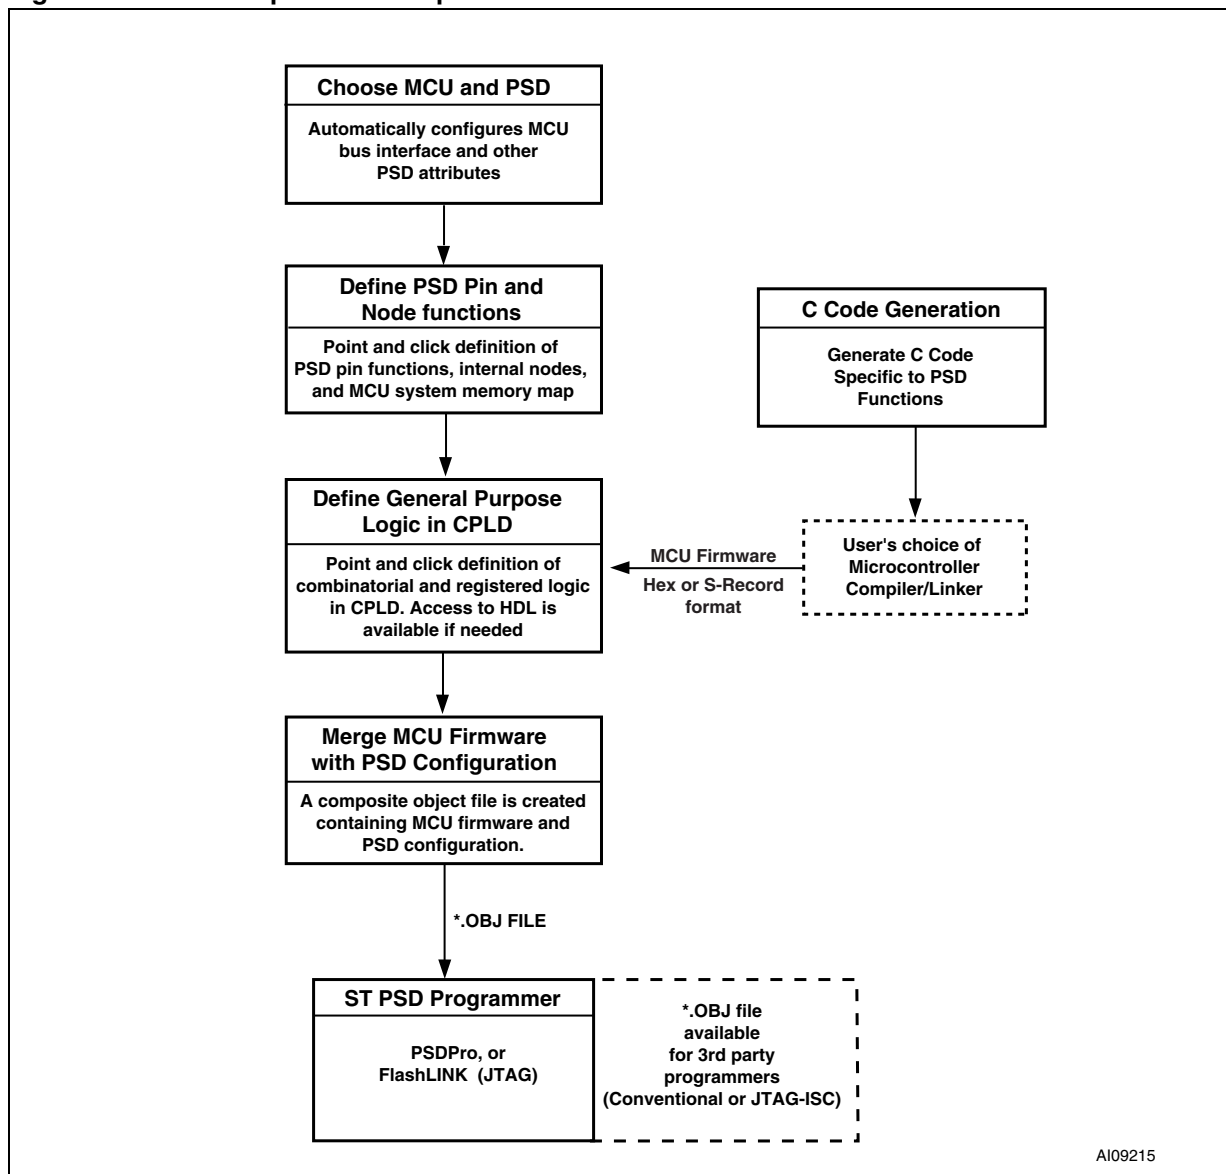 Choose MCU and PSD
Automatically configures MCU
bus interface and other
PSD attributes
Define PSD Pin and
Node functions
Point and click definition of
PSD pin functions, internal nodes,
and MCU system memory map
C Code Generation
Generate C Code
Specific to PSD
Functions
Define General Purpose
Logic in CPLD
Point and click definition of
combinatorial and registered logic
in CPLD. Access to HDL is
available if needed
MCU Firmware
Hex or S-Record
format
User's choice of
Microcontroller
Compiler/Linker
Merge MCU Firmware
with PSD Configuration
A composite object file is created
containing MCU firmware and
PSD configuration.
*.OBJ FILE
ST PSD Programmer
PSDPro, or
FlashLINK (JTAG)
*.OBJ file
available
for 3rd party
programmers
(Conventional or JTAG-ISC)
AI09215